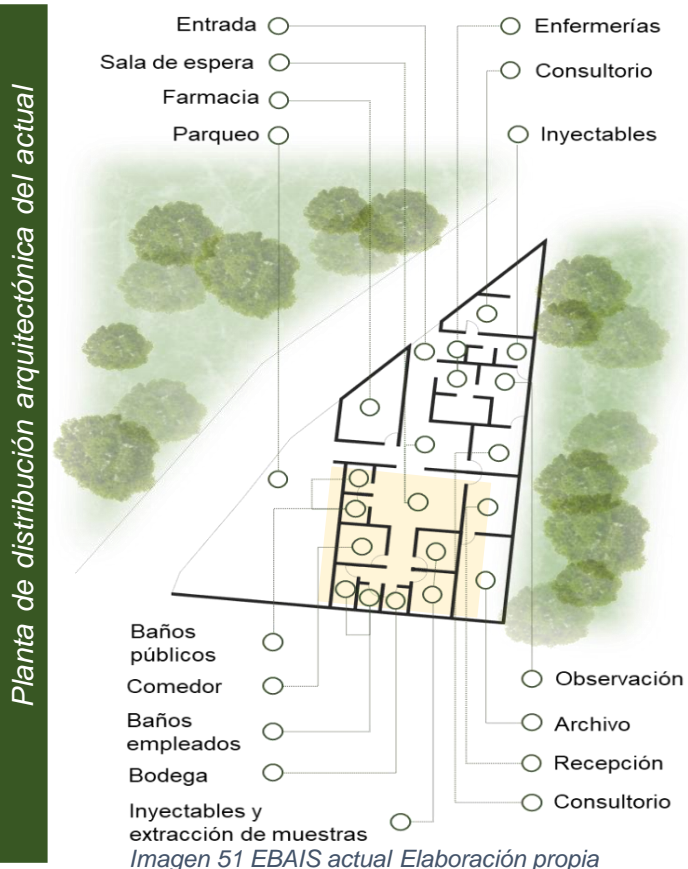 Planta de distribución arquitectónica del actual
Entrada
Sala de espera
Farmacia
Parqueo
Enfermerías
Consultorio
Inyectables
Baños
públicos
Comedor
Baños
empleados
Bodega
Inyectables y
extracción de muestras
Observación
Archivo
Recepción
Consultorio
Imagen 51 EBAIS actual Elaboración propia